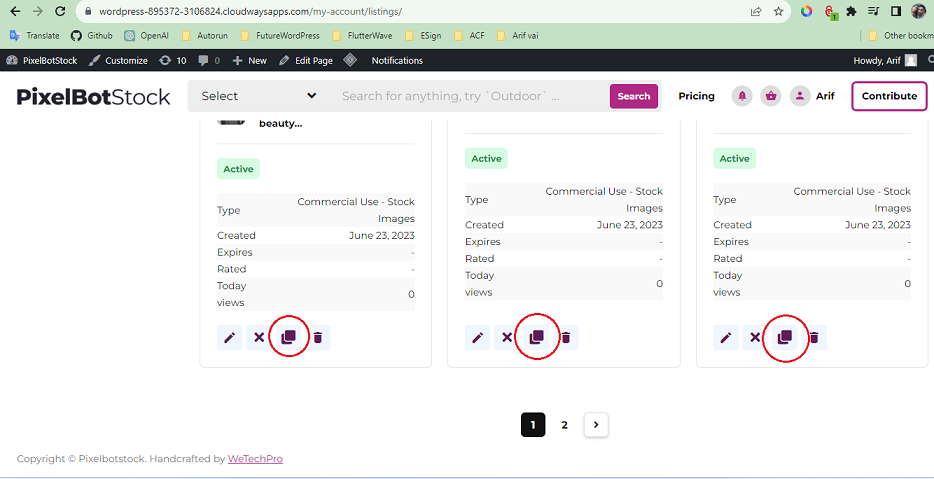 wordpress-895372-3106824.cloudwaysapps.com/my-account/listings/
1
Translate Github OpenAI Autorun FutureWordPress FlutterWave ESign ACF Arif vai Other bookm
PixelBotStock Customize 10 0 New Edit Page Notifications Howdy, Arif
PixelBotStock Select Search for anything, try `Outdoor` ... Search Pricing Arif Contribute
beauty...
Active
Type Commercial Use - Stock
Images
Created June 23, 2023
Expires -
Rated -
Today
views 0
Active
Type Commercial Use - Stock
Images
Created June 23, 2023
Expires -
Rated -
Today
views 0
Active
Type Commercial Use - Stock
Images
Created June 23, 2023
Expires -
Rated -
Today
views 0
1 2 >
Copyright © Pixelbotstock. Handcrafted by WeTechPro